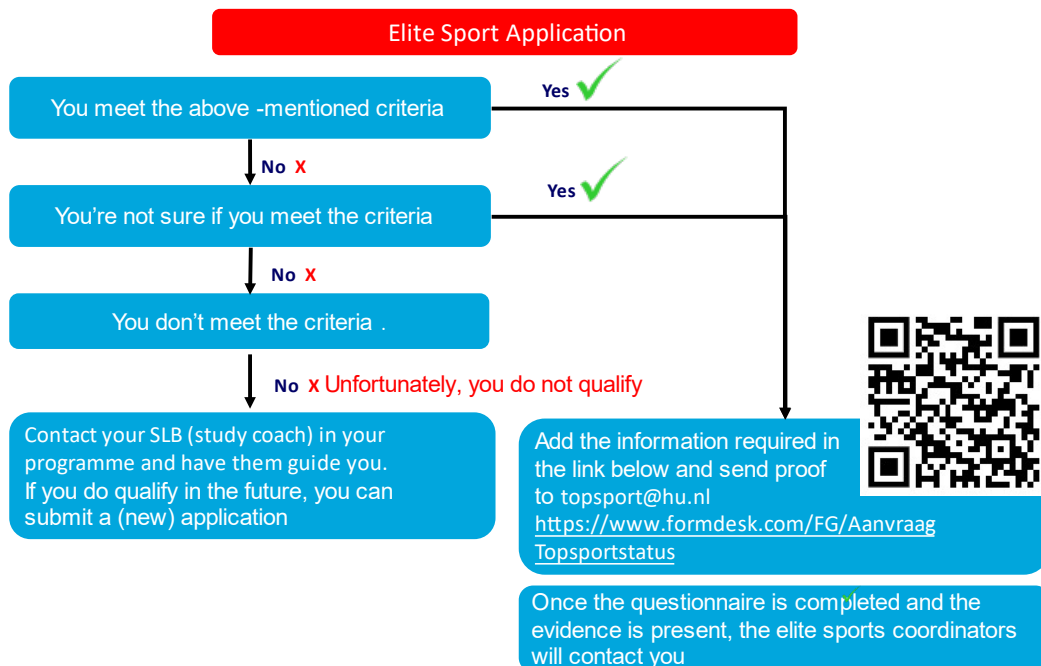 Elite Sport Application
Yes
You meet the above -mentioned criteria
No X
Yes
You're not sure if you meet the criteria
No X
You don't meet the criteria .
No X Unfortunately, you do not qualify
Contact your SLB (study coach) in your
programme and have them guide you.
If you do qualify in the future, you can
submit a (new) application
Add the information required in
the link below and send proof
to topsport@hu.nl
https://www.formdesk.com/FG/Aanvraag
Topsportstatus
Once the questionnaire is completed and the
evidence is present, the elite sports coordinators
will contact you